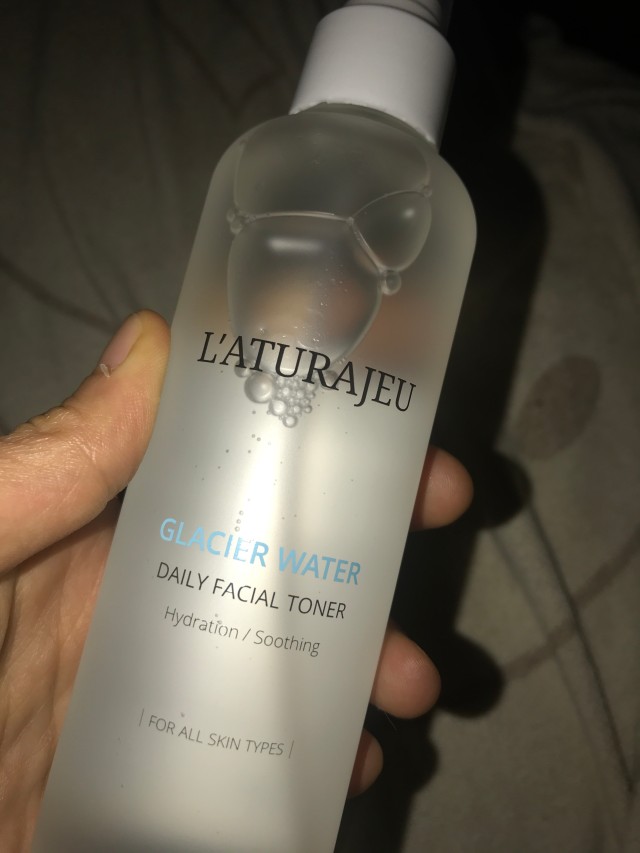 L'ATURAJEU
GLACIER WATER
DAILY FACIAL TONER
Hydration / Soothing
| FOR ALL SKIN TYPES |